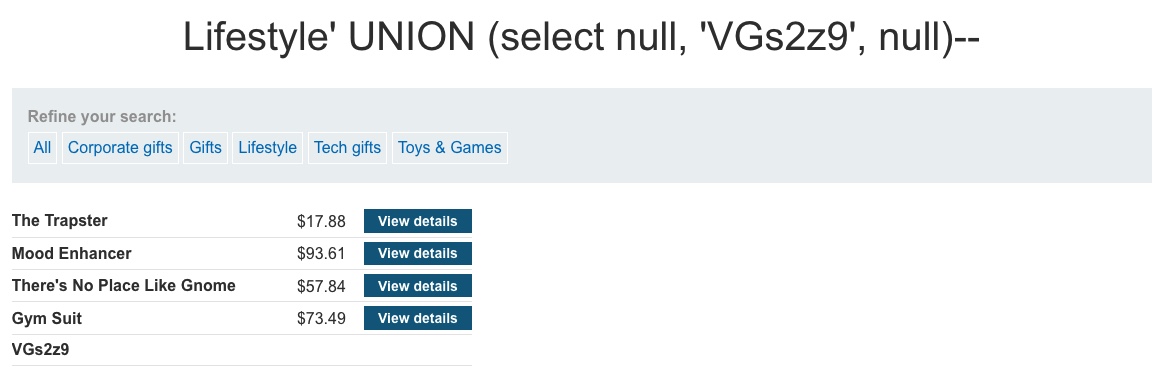 Lifestyle' UNION (select null, 'VGs2z9', null)--
Refine your search:
All Corporate gifts Gifts Lifestyle Tech gifts Toys & Games
The Trapster $17.88 View details
Mood Enhancer $93.61 View details
There's No Place Like Gnome $57.84 View details
Gym Suit $73.49 View details
VGs2z9